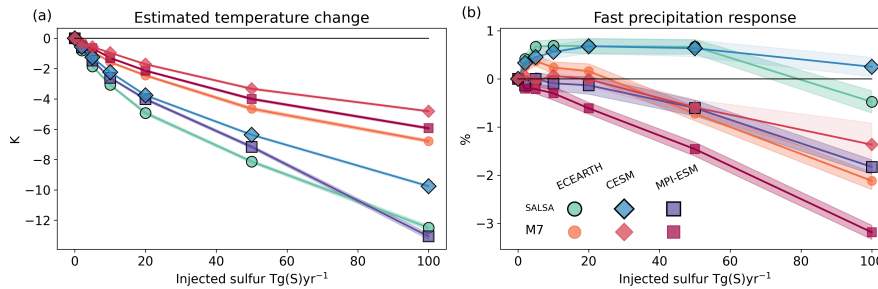 (a) Estimated temperature change
0
−2
−4
−6
−8
−10
−12
K
0 20 40 60 80 100
Injected sulfur Tg(S)yr−1
(b) Fast precipitation response
1
0
−1
−2
−3
%
ECEARTH CESM MPI-ESM
SALSA
M7
0 20 40 60 80 100
Injected sulfur Tg(S)yr−1